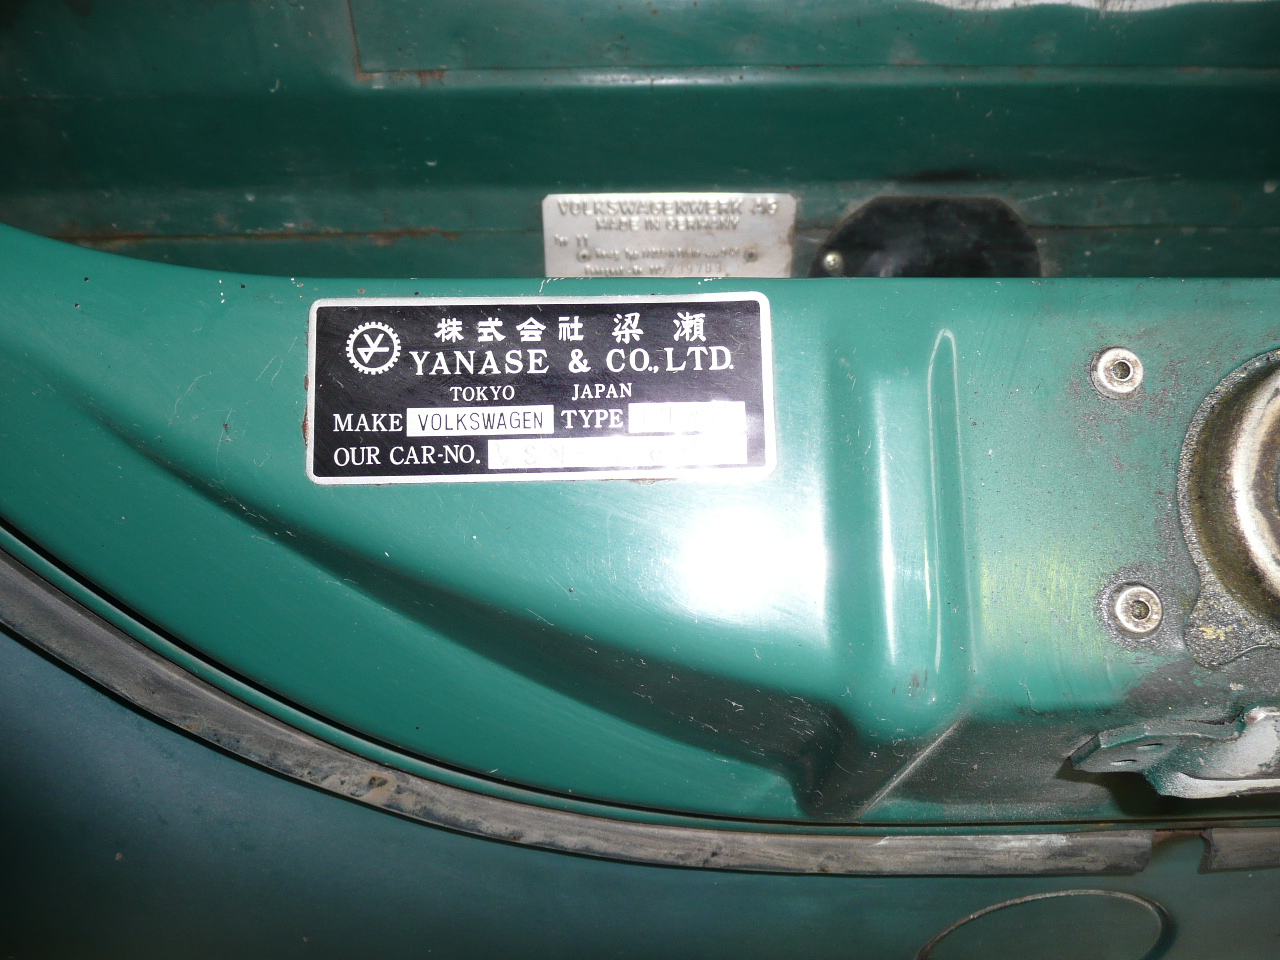 VOLKSWAGENWERK AG
MADE IN GERMANY
株式会社 梁瀬
YANASE & CO., LTD.
TOKYO JAPAN
MAKE VOLKSWAGEN TYPE
OUR CAR-NO.